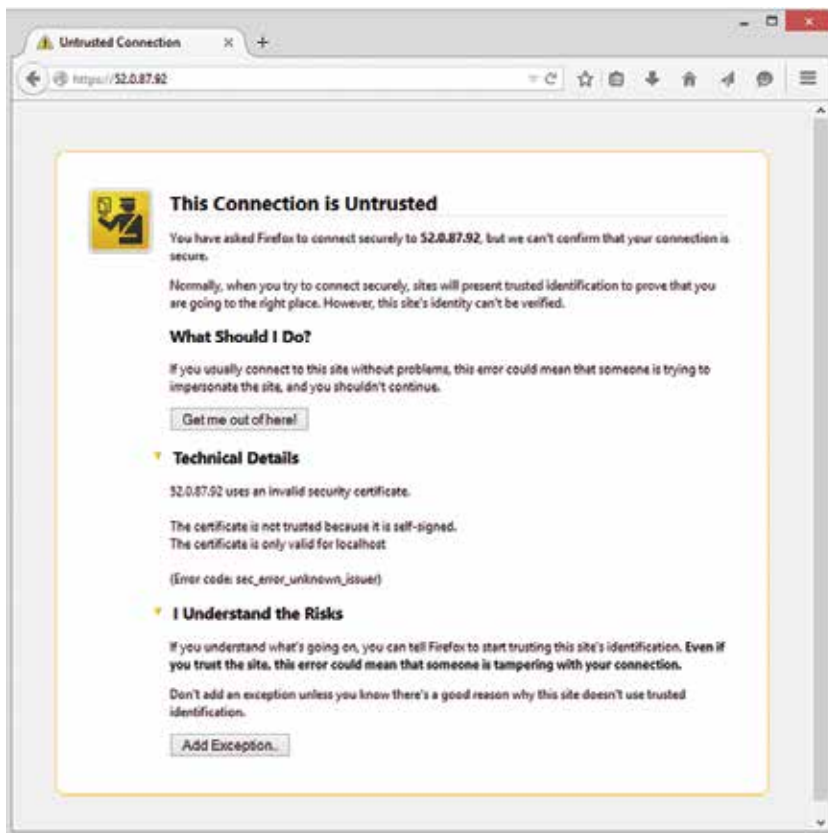 Untrusted Connection
https://52.0.87.92
This Connection is Untrusted
You have asked Firefox to connect securely to 52.0.87.92, but we can't confirm that your connection is
secure.
Normally, when you try to connect securely, sites will present trusted identification to prove that you
are going to the right place. However, this site's identity can't be verified.
What Should I Do?
If you usually connect to this site without problems, this error could mean that someone is trying to
impersonate the site, and you shouldn't continue.
Get me out of here!
Technical Details
52.0.87.92 uses an invalid security certificate.
The certificate is not trusted because it is self-signed.
The certificate is only valid for localhost
(Error code: sec_error_unknown_issuer)
I Understand the Risks
If you understand what's going on, you can tell Firefox to start trusting this site's identification. Even if
you trust the site, this error could mean that someone is tampering with your connection.
Don't add an exception unless you know there's a good reason why this site doesn't use trusted
identification.
Add Exception..